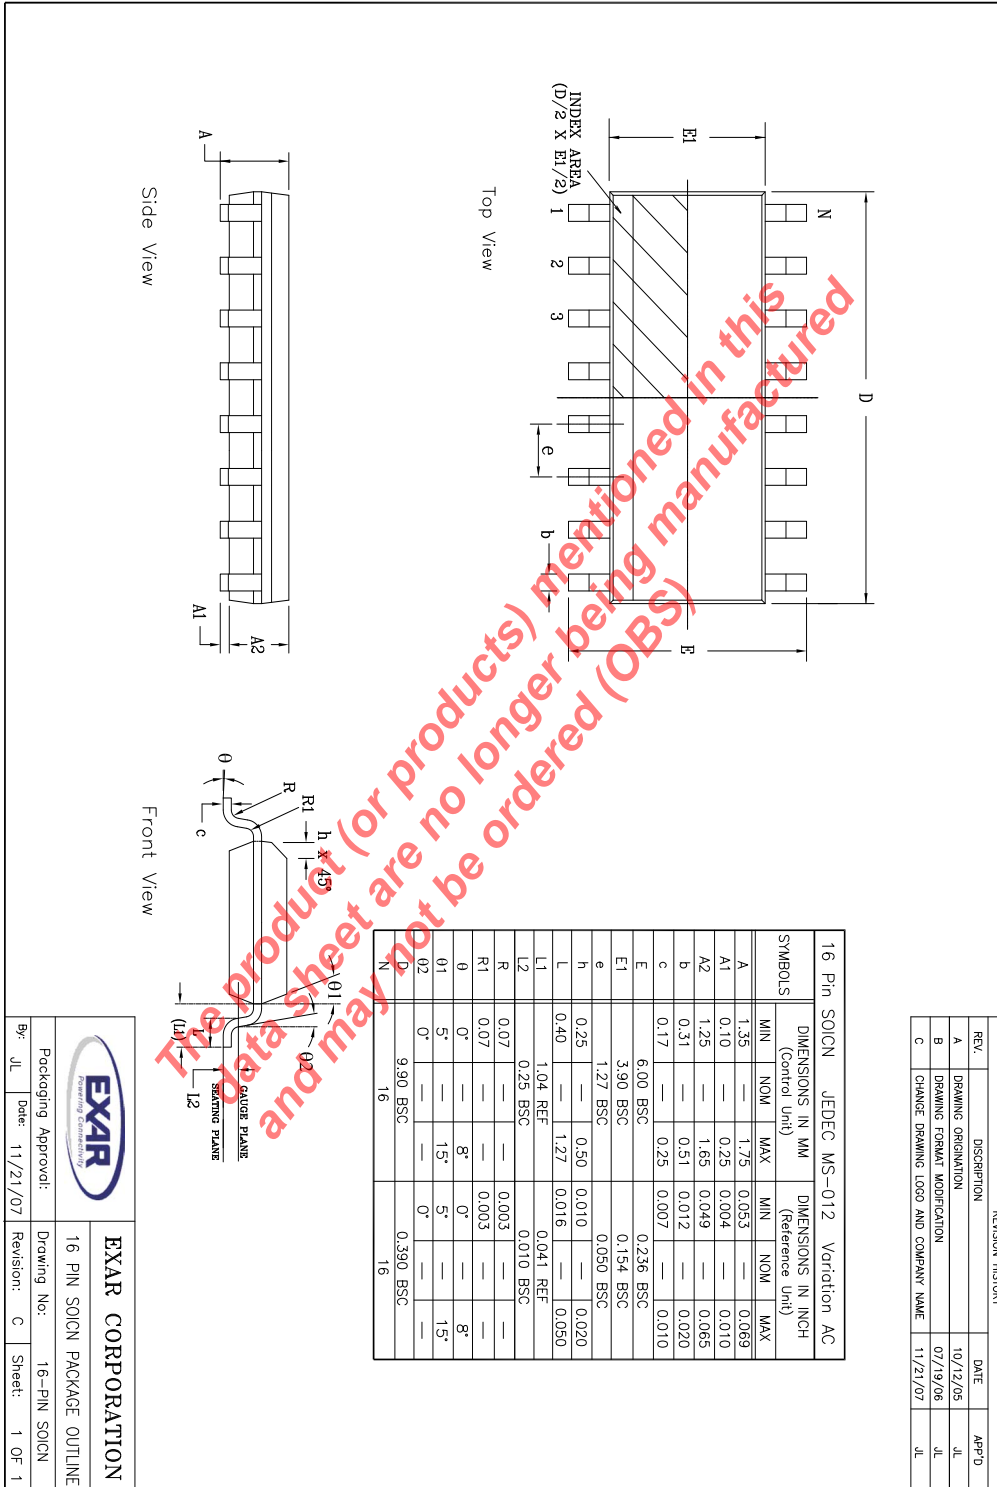 REVISION HISTORY
REV. DISCRIPTION DATE APP'D
A DRAWING ORIGINATION 10/12/05 JL
B DRAWING FORMAT MODIFICATION 07/19/06 JL
C CHANGE DRAWING LOGO AND COMPANY NAME 11/21/07 JL
D
N
E1
E
INDEX AREA
(D/2 X E1/2)
1
2
3
e
b
Top View
A
A1
A2
Side View
θ
c
R
R1
h x 45°
θ1
θ2
L
(L1)
L2
GAUGE PLANE
SEATING PLANE
Front View
16 Pin SOICN JEDEC MS-012 Variation AC
SYMBOLS
DIMENSIONS IN MM
(Control Unit)
DIMENSIONS IN INCH
(Reference Unit)
MIN NOM MAX MIN NOM MAX
A 1.35 — 1.75 0.053 — 0.069
A1 0.10 — 0.25 0.004 — 0.010
A2 1.25 — 1.65 0.049 — 0.065
b 0.31 — 0.51 0.012 — 0.020
c 0.17 — 0.25 0.007 — 0.010
E 6.00 BSC 0.236 BSC
E1 3.90 BSC 0.154 BSC
e 1.27 BSC 0.050 BSC
h 0.25 — 0.50 0.010 — 0.020
L 0.40 — 1.27 0.016 — 0.050
L1 1.04 REF 0.041 REF
L2 0.25 BSC 0.010 BSC
R 0.07 — — 0.003 — —
R1 0.07 — — 0.003 — —
θ 0° — 8° 0° — 8°
θ1 5° — 15° 5° — 15°
θ2 0° — — 0° — —
D 9.90 BSC 0.390 BSC
N 16 16
The product (or products) mentioned in this
data sheet are no longer being manufactured
and may not be ordered (OBS)
EXAR
Powering Connectivity
EXAR CORPORATION
16 PIN SOICN PACKAGE OUTLINE
Packaging Approval:
Drawing No: 16-PIN SOICN
By: JL Date: 11/21/07 Revision: C Sheet: 1 OF 1